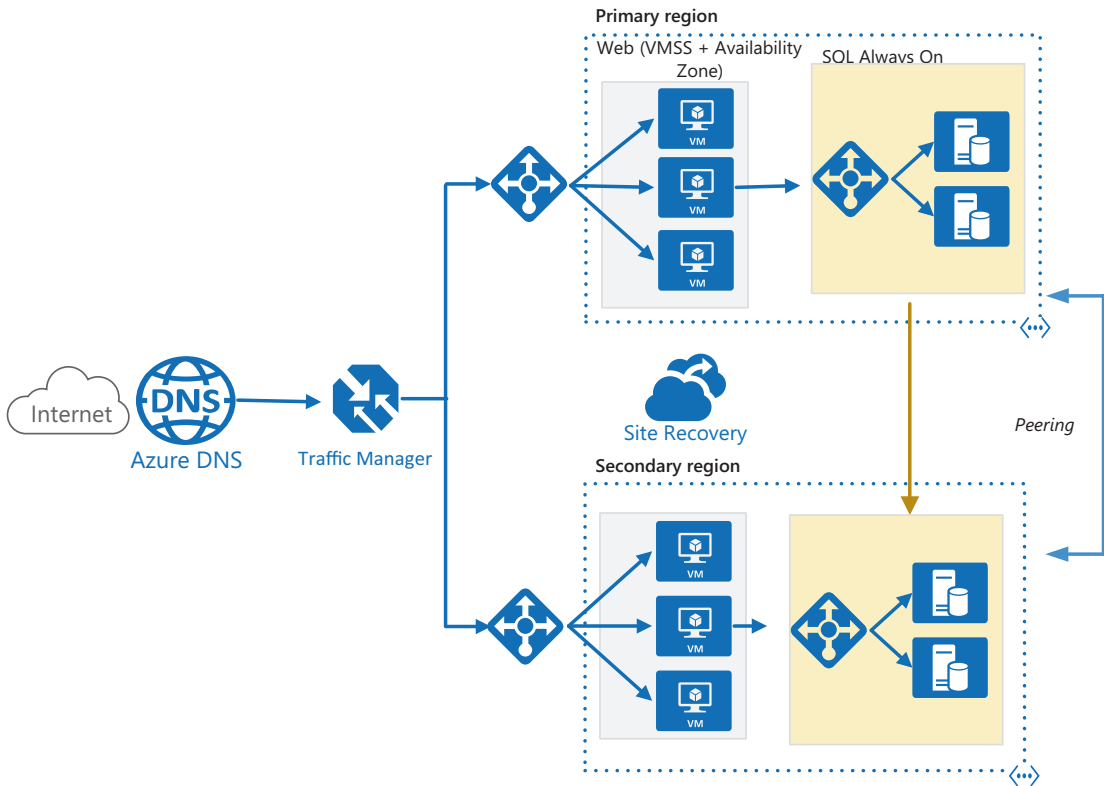 Primary region
Web (VMSS + Availability
Zone)
SQL Always On
VM
VM
VM
Internet
DNS
Azure DNS
Traffic Manager
Site Recovery
Peering
Secondary region
VM
VM
VM